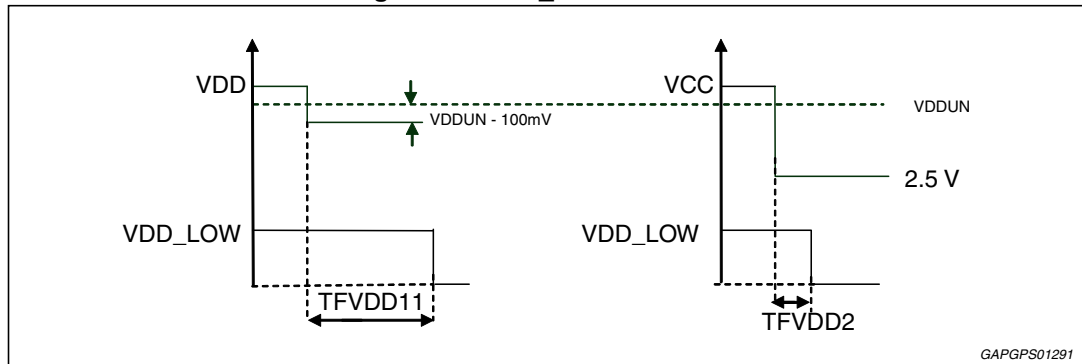 VDD
VDDUN - 100mV
VDD_LOW
TFVDD11
VCC
VDDUN
2.5 V
VDD_LOW
TFVDD2
GAPGPS01291